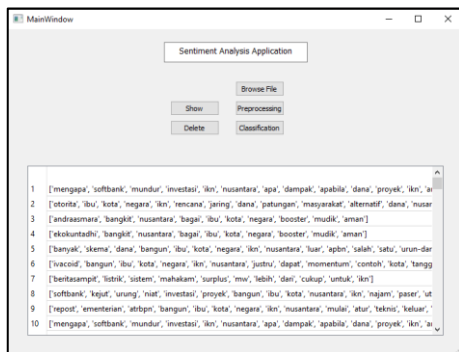 MainWindow
Sentiment Analysis Application
Browse File
Show Preprocessing
Delete Classification
1 ['mengapa', 'softbank', 'mundur', 'investasi', 'ikn', 'nusantara', 'apa', 'dampak', 'apabila', 'dana', 'proyek', 'ikn',
2 ['otorita', 'ibu', 'kota', 'negara', 'ikn', 'rencana', 'jaring', 'dana', 'patungan', 'masyarakat', 'alternatif', 'dana',
3 ['andraasmara', 'bangkit', 'nusantara', 'bagai', 'ibu', 'kota', 'negara', 'booster', 'mudik', 'aman']
4 ['ekokuntadhi', 'bangkit', 'nusantara', 'bagai', 'ibu', 'kota', 'negara', 'booster', 'mudik', 'aman']
5 ['banyak', 'skema', 'dana', 'bangun', 'ibu', 'kota', 'negara', 'ikn', 'nusantara', 'luar', 'apbn', 'salah', 'satu', 'urun-dar
6 ['ivacoid', 'bangun', 'ibu', 'kota', 'negara', 'ikn', 'nusantara', 'justru', 'dapat', 'momentum', 'contoh', 'kota', 'tangg
7 ['beritasampit', 'listrik', 'sistem', 'mahakam', 'surplus', 'mw', 'lebih', 'dari', 'cukup', 'untuk', 'ikn']
8 ['softbank', 'kejut', 'urung', 'niat', 'investasi', 'proyek', 'bangun', 'ibu', 'kota', 'nusantara', 'ikn', 'najam', 'paser', 'ut
9 ['repost', 'ementerian', 'atrbpn', 'bangun', 'ibu', 'kota', 'negara', 'ikn', 'nusantara', 'mulai', 'atur', 'teknis', 'keluar', '
10 ['mengapa', 'softbank', 'mundur', 'investasi', 'ikn', 'nusantara', 'apa', 'dampak', 'apabila', 'dana', 'proyek', 'ikn',